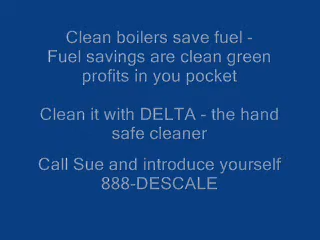 Clean boilers save fuel -
Fuel savings are clean green
profits in you pocket
Clean it with DELTA - the hand
safe cleaner
Call Sue and introduce yourself
888-DESCALE